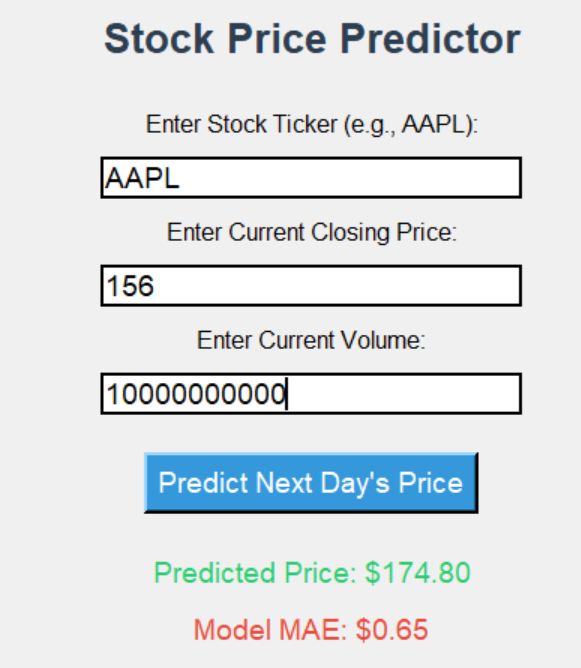 Stock Price Predictor
Enter Stock Ticker (e.g., AAPL):
AAPL
Enter Current Closing Price:
156
Enter Current Volume:
10000000000
Predict Next Day's Price
Predicted Price: $174.80
Model MAE: $0.65